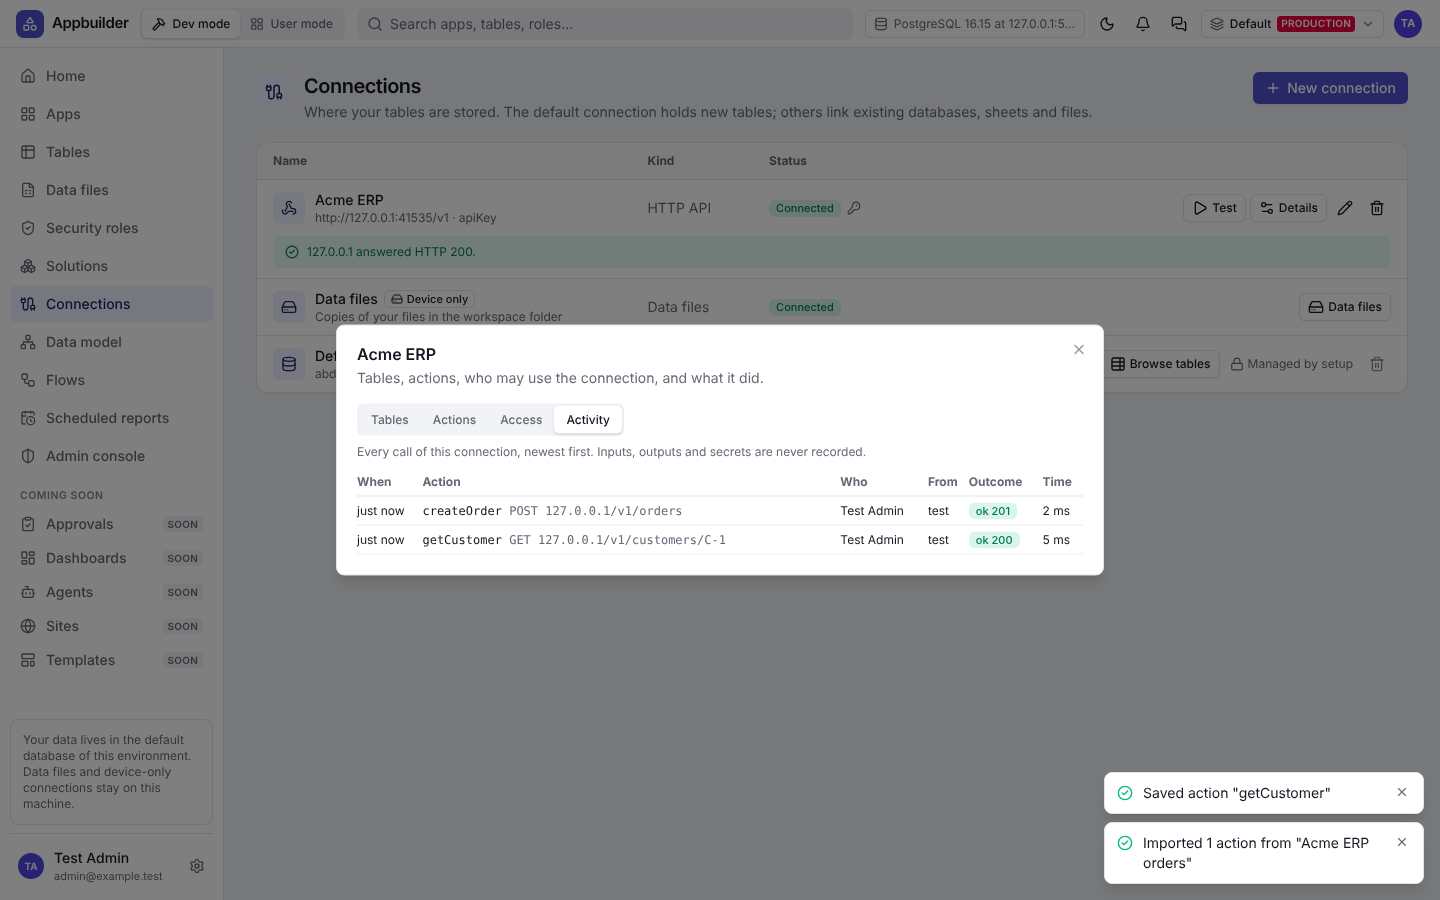 Appbuilder
Dev mode
User mode
Search apps, tables, roles...
PostgreSQL 16.15 at 127.0.0.1:5...
Default PRODUCTION
TA
Home
Apps
Tables
Data files
Security roles
Solutions
Connections
Data model
Flows
Scheduled reports
Admin console
COMING SOON
Approvals SOON
Dashboards SOON
Agents SOON
Sites SOON
Templates SOON
Your data lives in the default
database of this environment.
Data files and device-only
connections stay on this
machine.
TA
Test Admin
admin@example.test
Connections
Where your tables are stored. The default connection holds new tables; others link existing databases, sheets and files.
New connection
Name Kind Status
Acme ERP
http://127.0.0.1:41535/v1 · apiKey
HTTP API
Connected
Test
Details
127.0.0.1 answered HTTP 200.
Data files Device only
Copies of your files in the workspace folder
Data files
Connected
Data files
Browse tables
Managed by setup
Acme ERP
Tables, actions, who may use the connection, and what it did.
Tables Actions Access Activity
Every call of this connection, newest first. Inputs, outputs and secrets are never recorded.
When Action Who From Outcome Time
just now createOrder POST 127.0.0.1/v1/orders Test Admin test ok 201 2 ms
just now getCustomer GET 127.0.0.1/v1/customers/C-1 Test Admin test ok 200 5 ms
Saved action "getCustomer"
Imported 1 action from "Acme ERP
orders"